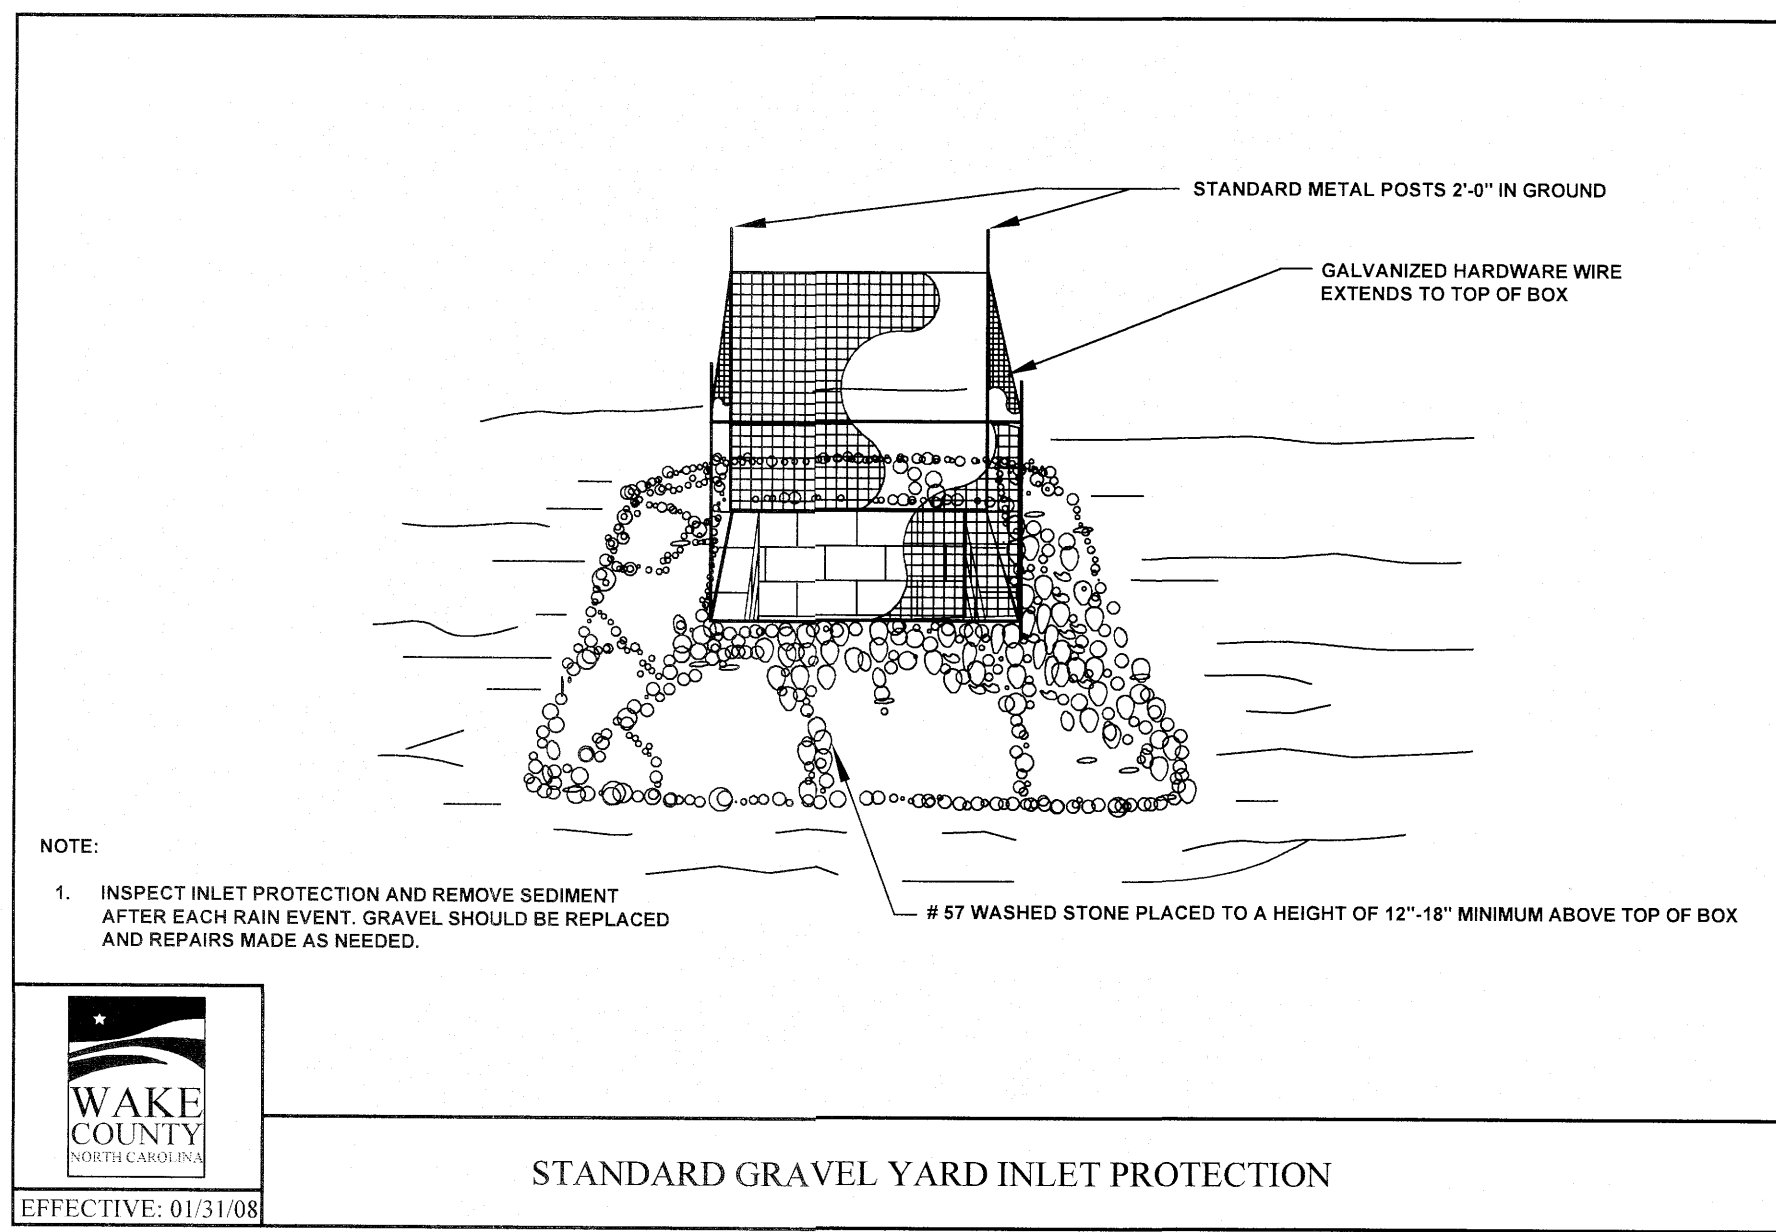 STANDARD METAL POSTS 2'-0" IN GROUND
GALVANIZED HARDWARE WIRE
EXTENDS TO TOP OF BOX
NOTE:
1. INSPECT INLET PROTECTION AND REMOVE SEDIMENT
AFTER EACH RAIN EVENT. GRAVEL SHOULD BE REPLACED
AND REPAIRS MADE AS NEEDED.
# 57 WASHED STONE PLACED TO A HEIGHT OF 12"-18" MINIMUM ABOVE TOP OF BOX
WAKE
COUNTY
NORTH CAROLINA
EFFECTIVE: 01/31/08
STANDARD GRAVEL YARD INLET PROTECTION